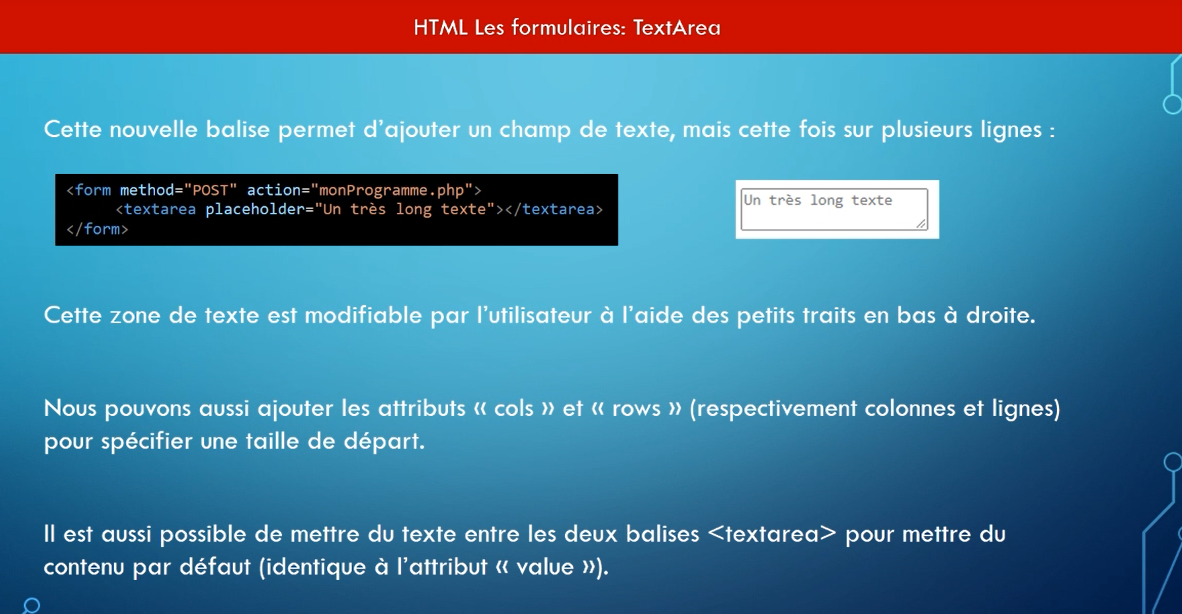 HTML Les formulaires: TextArea
Cette nouvelle balise permet d’ajouter un champ de texte, mais cette fois sur plusieurs lignes :
<form method="POST" action="monProgramme.php">
<textarea placeholder="Un très long texte"></textarea>
</form>
Un très long texte
Cette zone de texte est modifiable par l’utilisateur à l’aide des petits traits en bas à droite.
Nous pouvons aussi ajouter les attributs « cols » et « rows » (respectivement colonnes et lignes)
pour spécifier une taille de départ.
Il est aussi possible de mettre du texte entre les deux balises <textarea> pour mettre du
contenu par défaut (identique à l’attribut « value »).